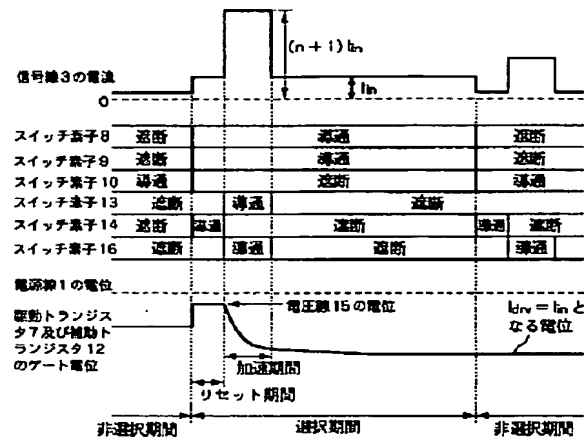 (n+1) Iin
信号線3の電流
Iin
0
スイッチ素子8 遮断 導通 遮断
スイッチ素子9 遮断 導通 遮断
スイッチ素子10 導通 遮断 導通
スイッチ素子13 遮断 導通 遮断
スイッチ素子14 遮断 導通 遮断 導通 遮断
スイッチ素子16 遮断 導通 遮断 導通
電源線1の電位
電圧線15の電位
Idrv=Iinと
なる電位
駆動トランジス
タ7及び補助ト
ランジスタ12
のゲート電位
加速期間
リセット期間
非選択期間 選択期間 非選択期間